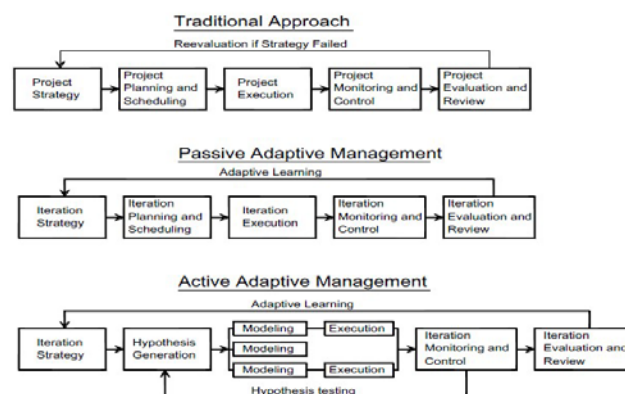 Traditional Approach
Reevaluation if Strategy Failed
Project
Strategy
Project
Planning and
Scheduling
Project
Execution
Project
Monitoring and
Control
Project
Evaluation and
Review
Passive Adaptive Management
Adaptive Learning
Iteration
Strategy
Iteration
Planning and
Scheduling
Iteration
Execution
Iteration
Monitoring and
Control
Iteration
Evaluation and
Review
Active Adaptive Management
Adaptive Learning
Iteration
Strategy
Hypothesis
Generation
Modeling
Execution
Modeling
Modeling
Execution
Iteration
Monitoring and
Control
Iteration
Evaluation and
Review
Hypothesis testing